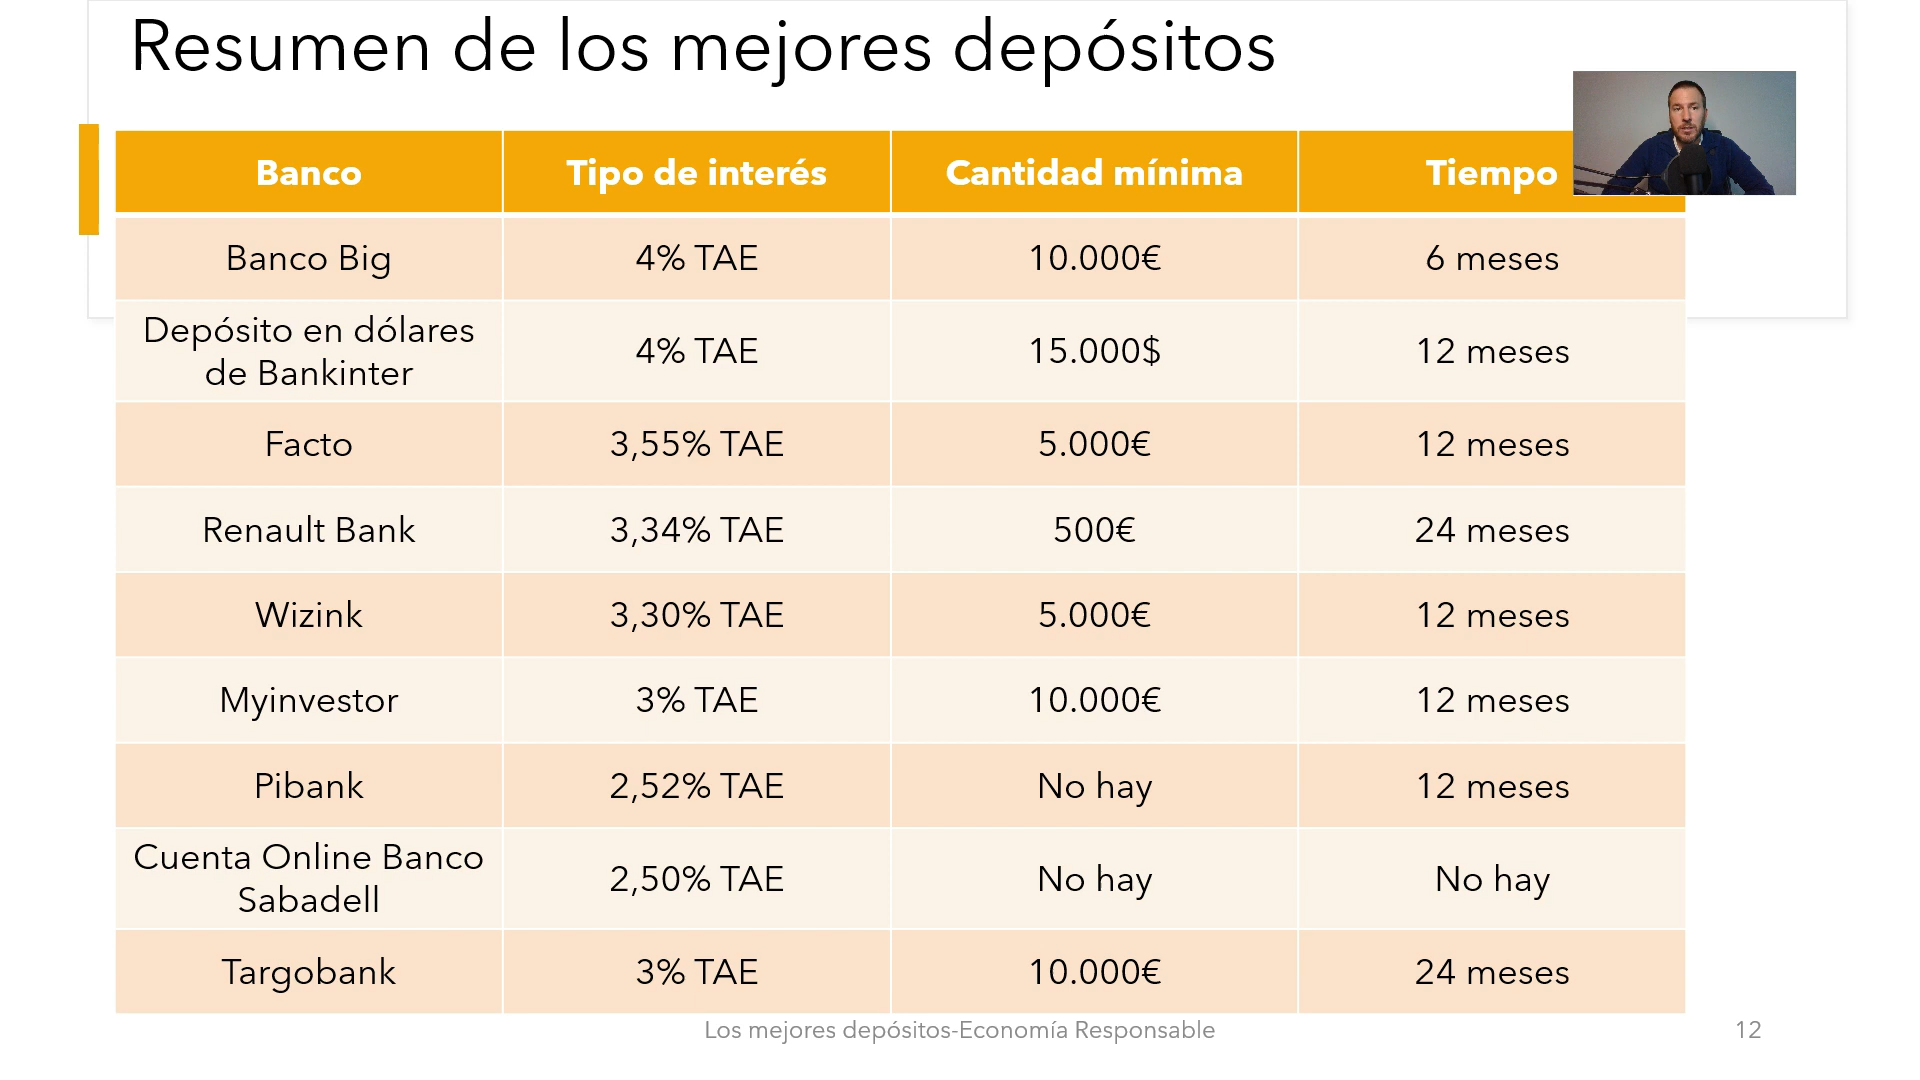 Resumen de los mejores depósitos
Banco Tipo de interés Cantidad mínima Tiempo
Banco Big 4% TAE 10.000€ 6 meses
Depósito en dólares
de Bankinter 4% TAE 15.000$ 12 meses
Facto 3,55% TAE 5.000€ 12 meses
Renault Bank 3,34% TAE 500€ 24 meses
Wizink 3,30% TAE 5.000€ 12 meses
Myinvestor 3% TAE 10.000€ 12 meses
Pibank 2,52% TAE No hay 12 meses
Cuenta Online Banco
Sabadell 2,50% TAE No hay No hay
Targobank 3% TAE 10.000€ 24 meses
Los mejores depósitos-Economía Responsable 12